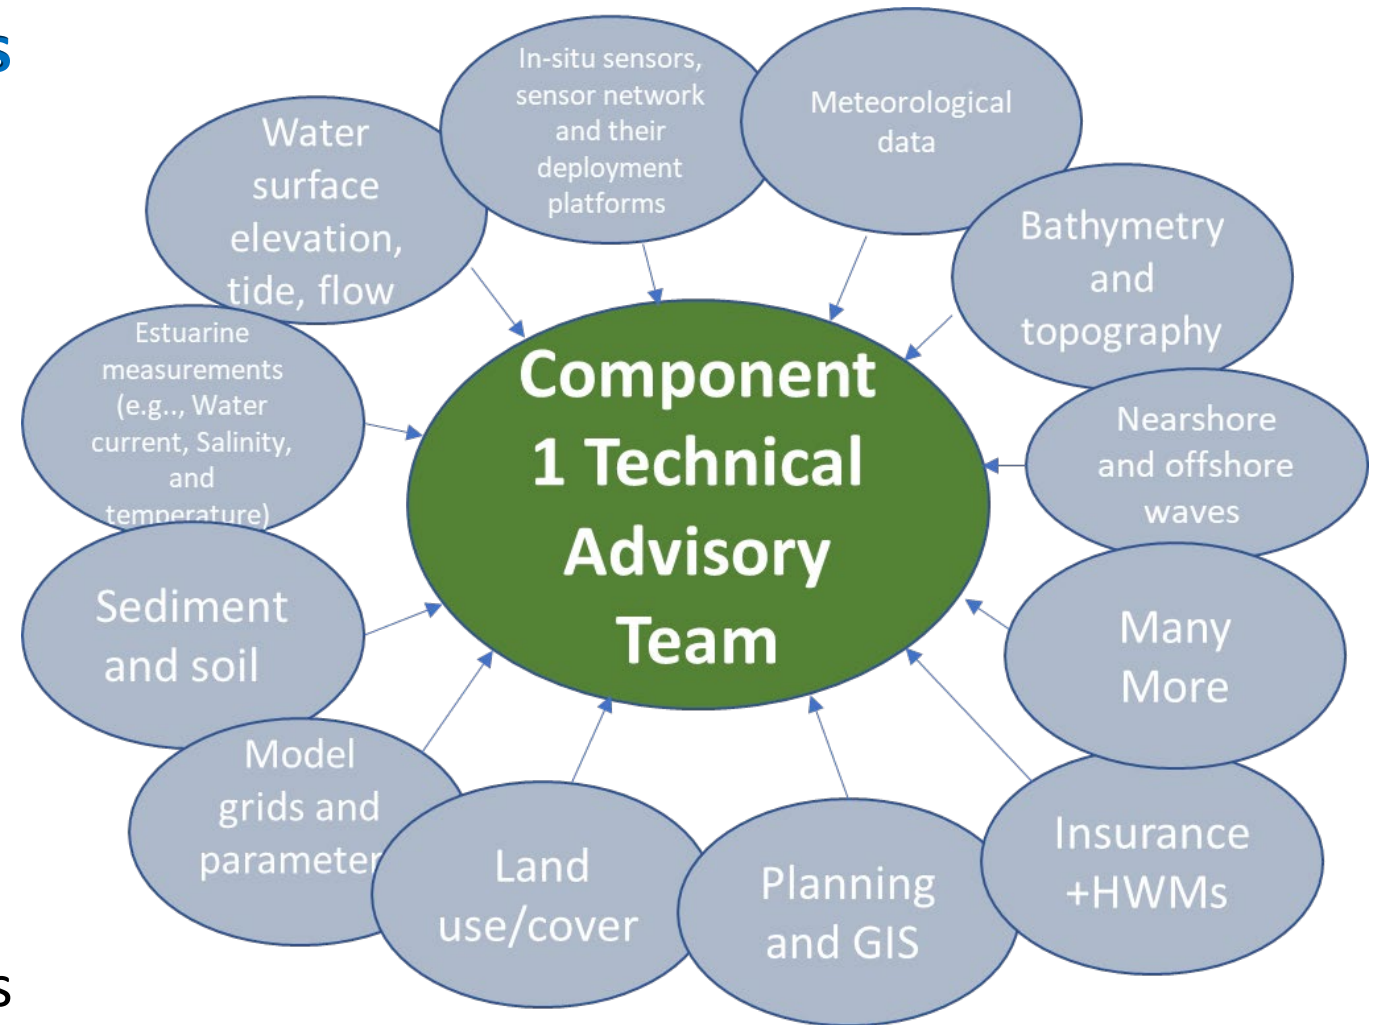 s
In-situ sensors,
sensor network
and their
deployment
platforms
Meteorological
data
Water
surface
elevation,
tide, flow
Bathymetry
and
topography
Estuarine
measurements
(e.g.., Water
current, Salinity,
and
temperature)
Component
1 Technical
Advisory
Team
Nearshore
and offshore
waves
Sediment
and soil
Many
More
Model
grids and
parameter
Land
use/cover
Planning
and GIS
Insurance
+HWMs
s